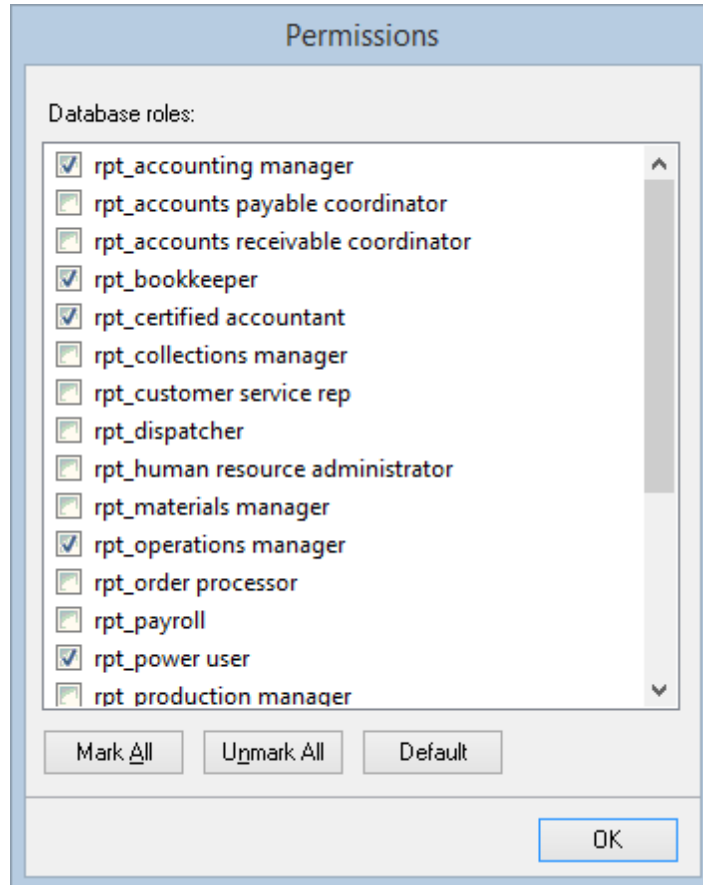 Permissions
Database roles:
rpt_accounting manager
rpt_accounts payable coordinator
rpt_accounts receivable coordinator
rpt_bookkeeper
rpt_certified accountant
rpt_collections manager
rpt_customer service rep
rpt_dispatcher
rpt_human resource administrator
rpt_materials manager
rpt_operations manager
rpt_order processor
rpt_payroll
rpt_power user
rpt_production manager
Mark All Unmark All Default
OK